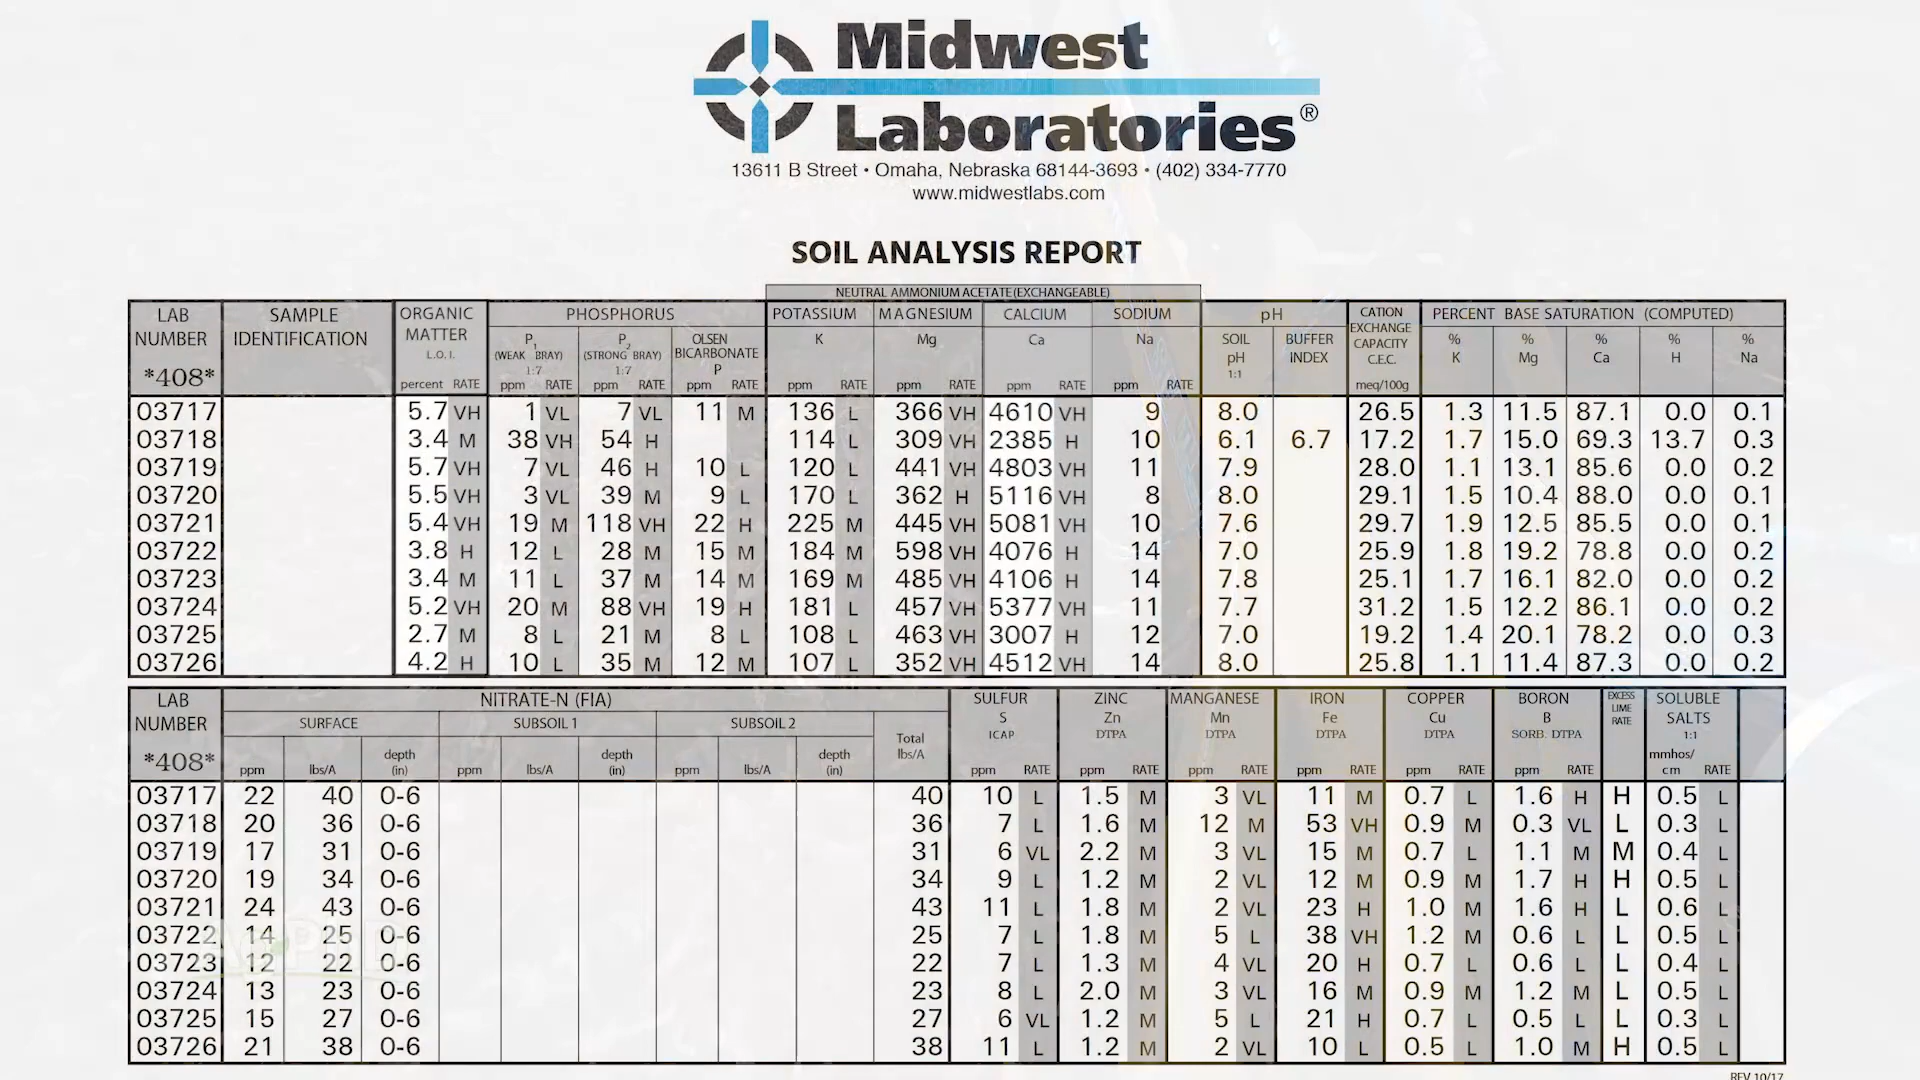 Midwest
Laboratories®
13611 B Street • Omaha, Nebraska 68144-3693 • (402) 334-7770
www.midwestlabs.com
SOIL ANALYSIS REPORT
NEUTRAL AMMONIUM ACETATE (EXCHANGEABLE)
LAB NUMBER *408* SAMPLE IDENTIFICATION ORGANIC MATTER L.O.I. percent RATE PHOSPHORUS P1 (WEAK BRAY) 1:7 ppm RATE P2 (STRONG BRAY) 1:7 ppm RATE OLSEN BICARBONATE P ppm RATE POTASSIUM K ppm RATE MAGNESIUM Mg ppm RATE CALCIUM Ca ppm RATE SODIUM Na ppm RATE pH SOIL pH 1:1 BUFFER INDEX CATION EXCHANGE CAPACITY C.E.C. meq/100g PERCENT BASE SATURATION (COMPUTED) % K % Mg % Ca % H % Na
03717 5.7 VH 1 VL 7 VL 11 M 136 L 366 VH 4610 VH 9 8.0 26.5 1.3 11.5 87.1 0.0 0.1
03718 3.4 M 38 VH 54 H 114 L 309 VH 2385 H 10 6.1 6.7 17.2 1.7 15.0 69.3 13.7 0.3
03719 5.7 VH 7 VL 46 H 10 L 120 L 441 VH 4803 VH 11 7.9 28.0 1.1 13.1 85.6 0.0 0.2
03720 5.5 VH 3 VL 39 M 9 L 170 L 362 H 5116 VH 8 8.0 29.1 1.5 10.4 88.0 0.0 0.1
03721 5.4 VH 19 M 118 VH 22 H 225 M 445 VH 5081 VH 10 7.6 29.7 1.9 12.5 85.5 0.0 0.1
03722 3.8 H 12 L 28 M 15 M 184 M 598 VH 4076 H 14 7.0 25.9 1.8 19.2 78.8 0.0 0.2
03723 3.4 M 11 L 37 M 14 M 169 M 485 VH 4106 H 14 7.8 25.1 1.7 16.1 82.0 0.0 0.2
03724 5.2 VH 20 M 88 VH 19 H 181 L 457 VH 5377 VH 11 7.7 31.2 1.5 12.2 86.1 0.0 0.2
03725 2.7 M 8 L 21 M 8 L 108 L 463 VH 3007 H 12 7.0 19.2 1.4 20.1 78.2 0.0 0.3
03726 4.2 H 10 L 35 M 12 M 107 L 352 VH 4512 VH 14 8.0 25.8 1.1 11.4 87.3 0.0 0.2
LAB NUMBER *408* NITRATE-N (FIA) SURFACE ppm lbs/A depth (in) SUBSOIL 1 ppm lbs/A depth (in) SUBSOIL 2 ppm lbs/A depth (in) Total lbs/A SULFUR S ICAP ppm RATE ZINC Zn DTPA ppm RATE MANGANESE Mn DTPA ppm RATE IRON Fe DTPA ppm RATE COPPER Cu DTPA ppm RATE BORON B SORB. DTPA ppm RATE EXCESS LIME RATE SOLUBLE SALTS 1:1 mmhos/cm RATE
03717 22 40 0-6 40 10 L 1.5 M 3 VL 11 M 0.7 L 1.6 H H 0.5 L
03718 20 36 0-6 36 7 L 1.6 M 12 M 53 VH 0.9 M 0.3 VL L 0.3 L
03719 17 31 0-6 31 6 VL 2.2 M 3 VL 15 M 0.7 L 1.1 M M 0.4 L
03720 19 34 0-6 34 9 L 1.2 M 2 VL 12 M 0.9 M 1.7 H H 0.5 L
03721 24 43 0-6 43 11 L 1.8 M 2 VL 23 H 1.0 M 1.6 H L 0.6 L
03722 14 25 0-6 25 7 L 1.8 M 5 L 38 VH 1.2 M 0.6 L L 0.5 L
03723 12 22 0-6 22 7 L 1.3 M 4 VL 20 H 0.7 L 0.6 L L 0.4 L
03724 13 23 0-6 23 8 L 2.0 M 3 VL 16 M 0.9 M 1.2 M L 0.5 L
03725 15 27 0-6 27 6 VL 1.2 M 5 L 21 H 0.7 L 0.5 L L 0.3 L
03726 21 38 0-6 38 11 L 1.2 M 2 VL 10 L 0.5 L 1.0 M H 0.5 L
REV 10/17